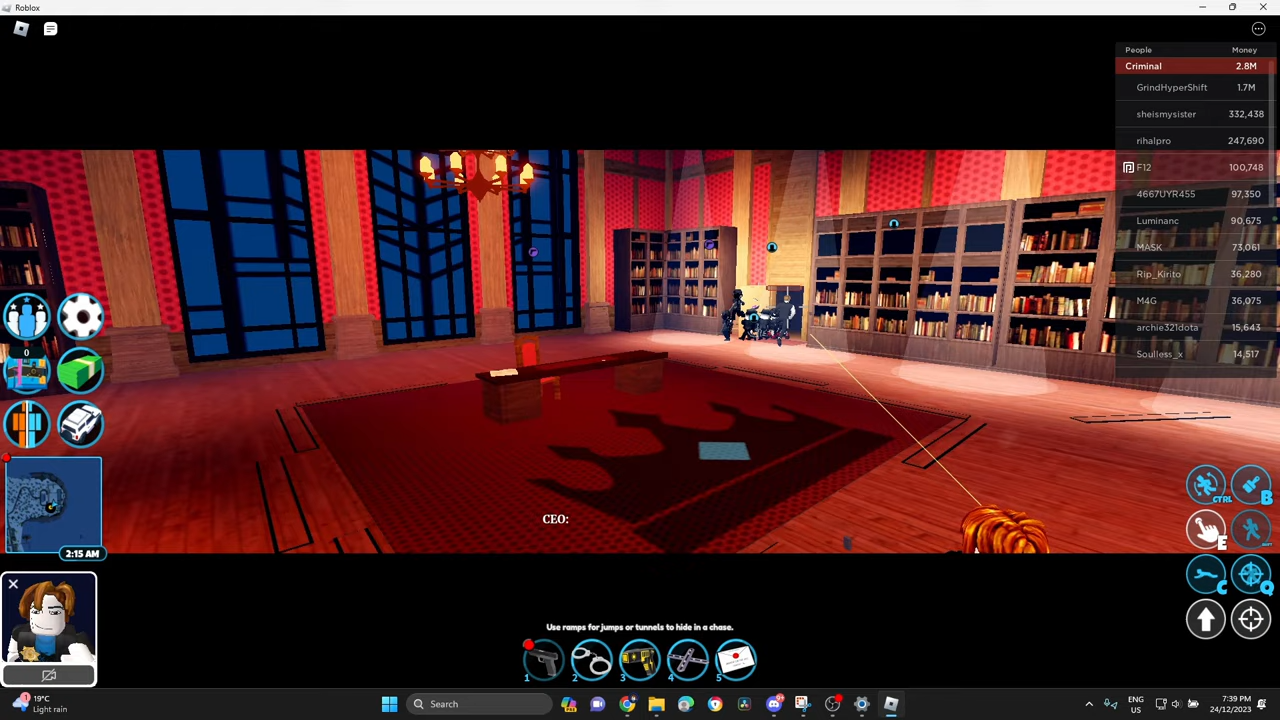 Roblox
People Money
Criminal 2.8M
GrindHyperShift 1.7M
sheismysister 332,438
rihalpro 247,690
F12 100,748
4667UYR455 97,350
Luminanc 90,675
MASK 73,061
Rip_Kirito 36,280
M4G 36,075
archie321dota 15,643
Soulless_x 14,517
0
2:15 AM
CEO:
CTRL
B
E
C
Q
Use ramps for jumps or tunnels to hide in a chase.
1 2 3 4 5
1
19°C
Light rain
Search
ENG
US
7:39 PM
24/12/2023